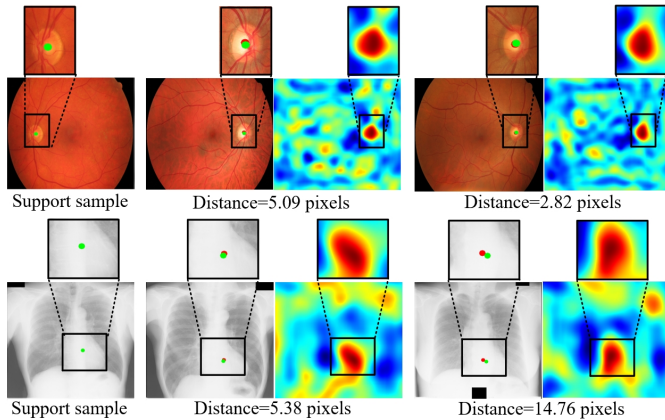 Support sample
Distance=5.09 pixels
Distance=2.82 pixels
Support sample
Distance=5.38 pixels
Distance=14.76 pixels